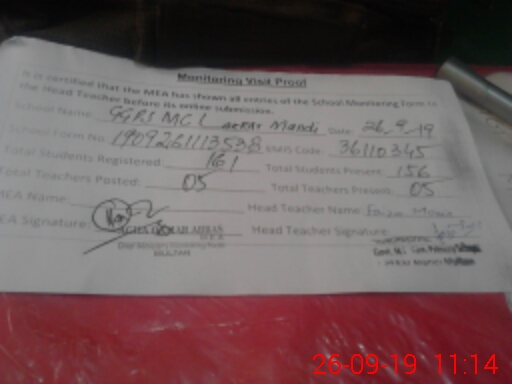 Monitoring Visit Proof
It is certified that the MEA has shown all entries of the School Monitoring Form to
the Head Teacher before its online submission.
School Name: GGPS MC L Mandi Date: 26-9-19
School Form No: 1909261113538 EMIS Code: 36110345
Total Students Registered: 161 Total Students Present: 156
Total Teachers Posted: 05 Total Teachers Present: 05
MEA Name: Head Teacher Name:
MEA Signature: Head Teacher Signature:
MULTAN
26-09-19 11:14